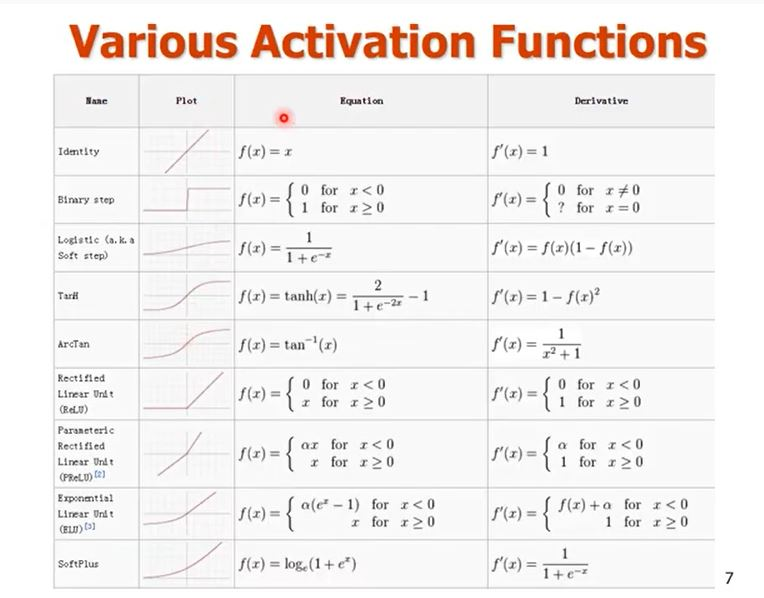 Various Activation Functions
Name Plot Equation Derivative
Identity f(x) = x f′(x) = 1
Binary step f(x) = { 0 for x < 0 f′(x) = { 0 for x ≠ 0
1 for x ≥ 0 ? for x = 0
Logistic (a.k.a
Soft step) f(x) = 1 / (1 + e^{-x}) f′(x) = f(x)(1 − f(x))
TanH f(x) = tanh(x) = 2 / (1 + e^{-2x}) − 1 f′(x) = 1 − f(x)²
ArcTan f(x) = tan⁻¹(x) f′(x) = 1 / (x² + 1)
Rectified
Linear Unit
(ReLU) f(x) = { 0 for x < 0 f′(x) = { 0 for x < 0
x for x ≥ 0 1 for x ≥ 0
Parameteric
Rectified
Linear Unit
(PReLU)[2] f(x) = { αx for x < 0 f′(x) = { α for x < 0
x for x ≥ 0 1 for x ≥ 0
Exponential
Linear Unit
(ELU)[3] f(x) = { α(e^x − 1) for x < 0 f′(x) = { f(x) + α for x < 0
x for x ≥ 0 1 for x ≥ 0
SoftPlus f(x) = log_e(1 + e^x) f′(x) = 1 / (1 + e^{-x})
7